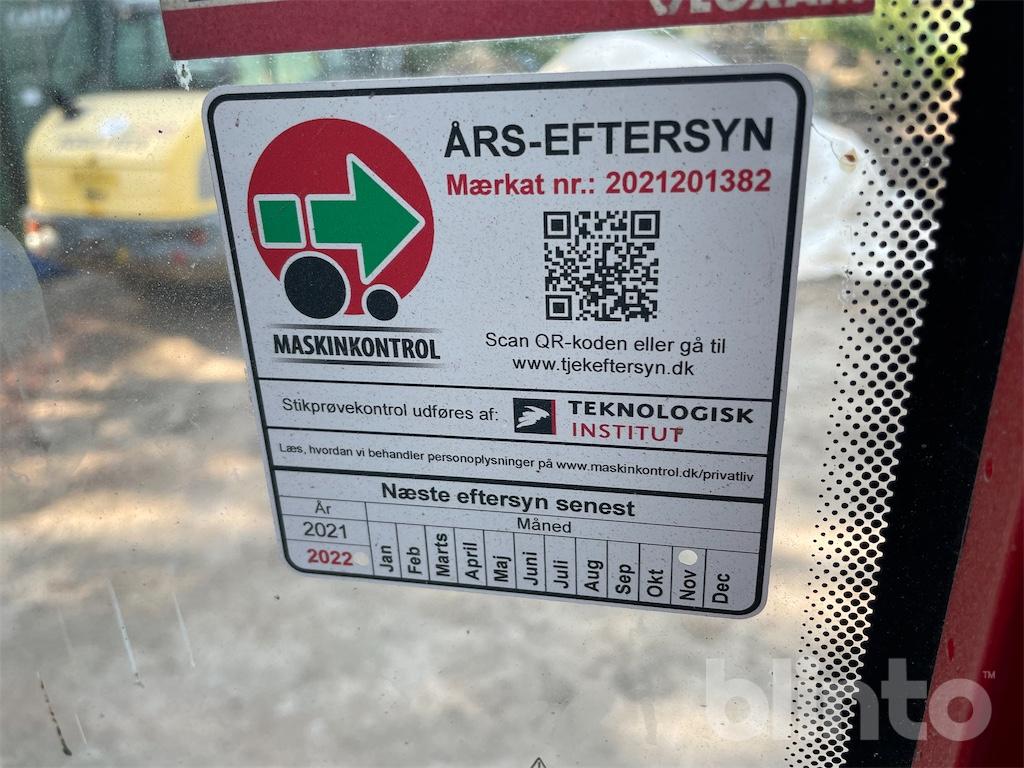 ÅRS-EFTERSYN
Mærkat nr.: 2021201382
MASKINKONTROL
Scan QR-koden eller gå til
www.tjekeftersyn.dk
Stikprøvekontrol udføres af:
TEKNOLOGISK
INSTITUT
Læs, hvordan vi behandler personoplysninger på www.maskinkontrol.dk/privatliv
Næste eftersyn senest
År
Måned
2021
2022
Jan
Feb
Marts
April
Maj
Juni
Juli
Aug
Sep
Okt
Nov
Dec
blinto™